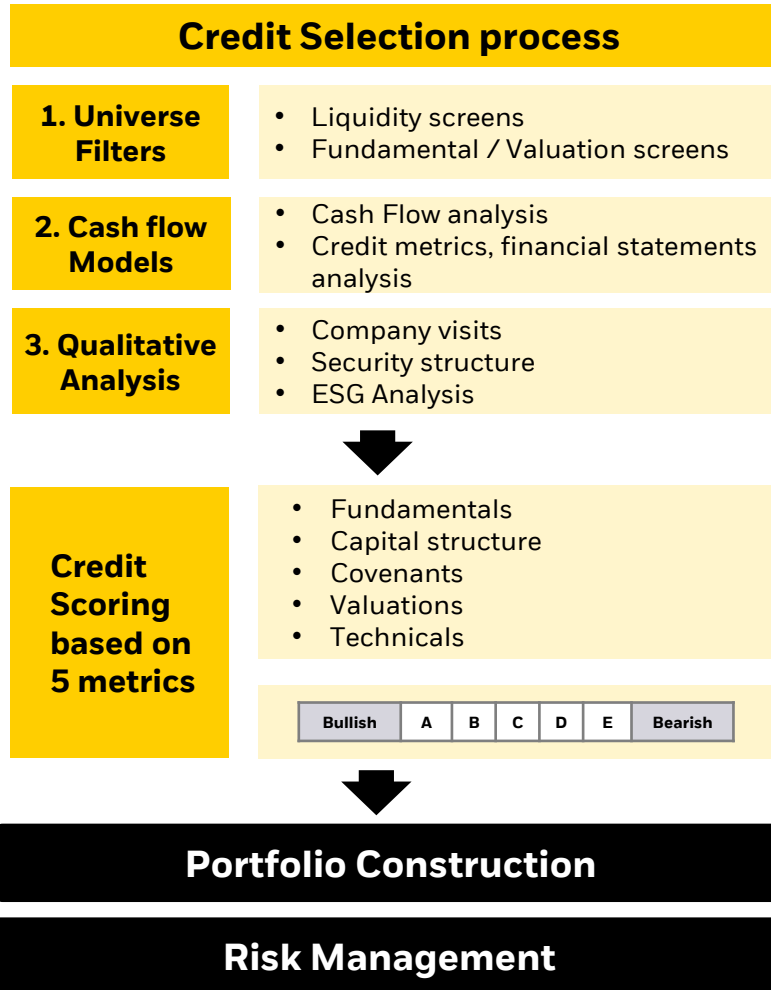 Credit Selection process
1. Universe
Filters
• Liquidity screens
• Fundamental / Valuation screens
2. Cash flow
Models
• Cash Flow analysis
• Credit metrics, financial statements
analysis
3. Qualitative
Analysis
• Company visits
• Security structure
• ESG Analysis
Credit
Scoring
based on
5 metrics
• Fundamentals
• Capital structure
• Covenants
• Valuations
• Technicals
Bullish A B C D E Bearish
Portfolio Construction
Risk Management